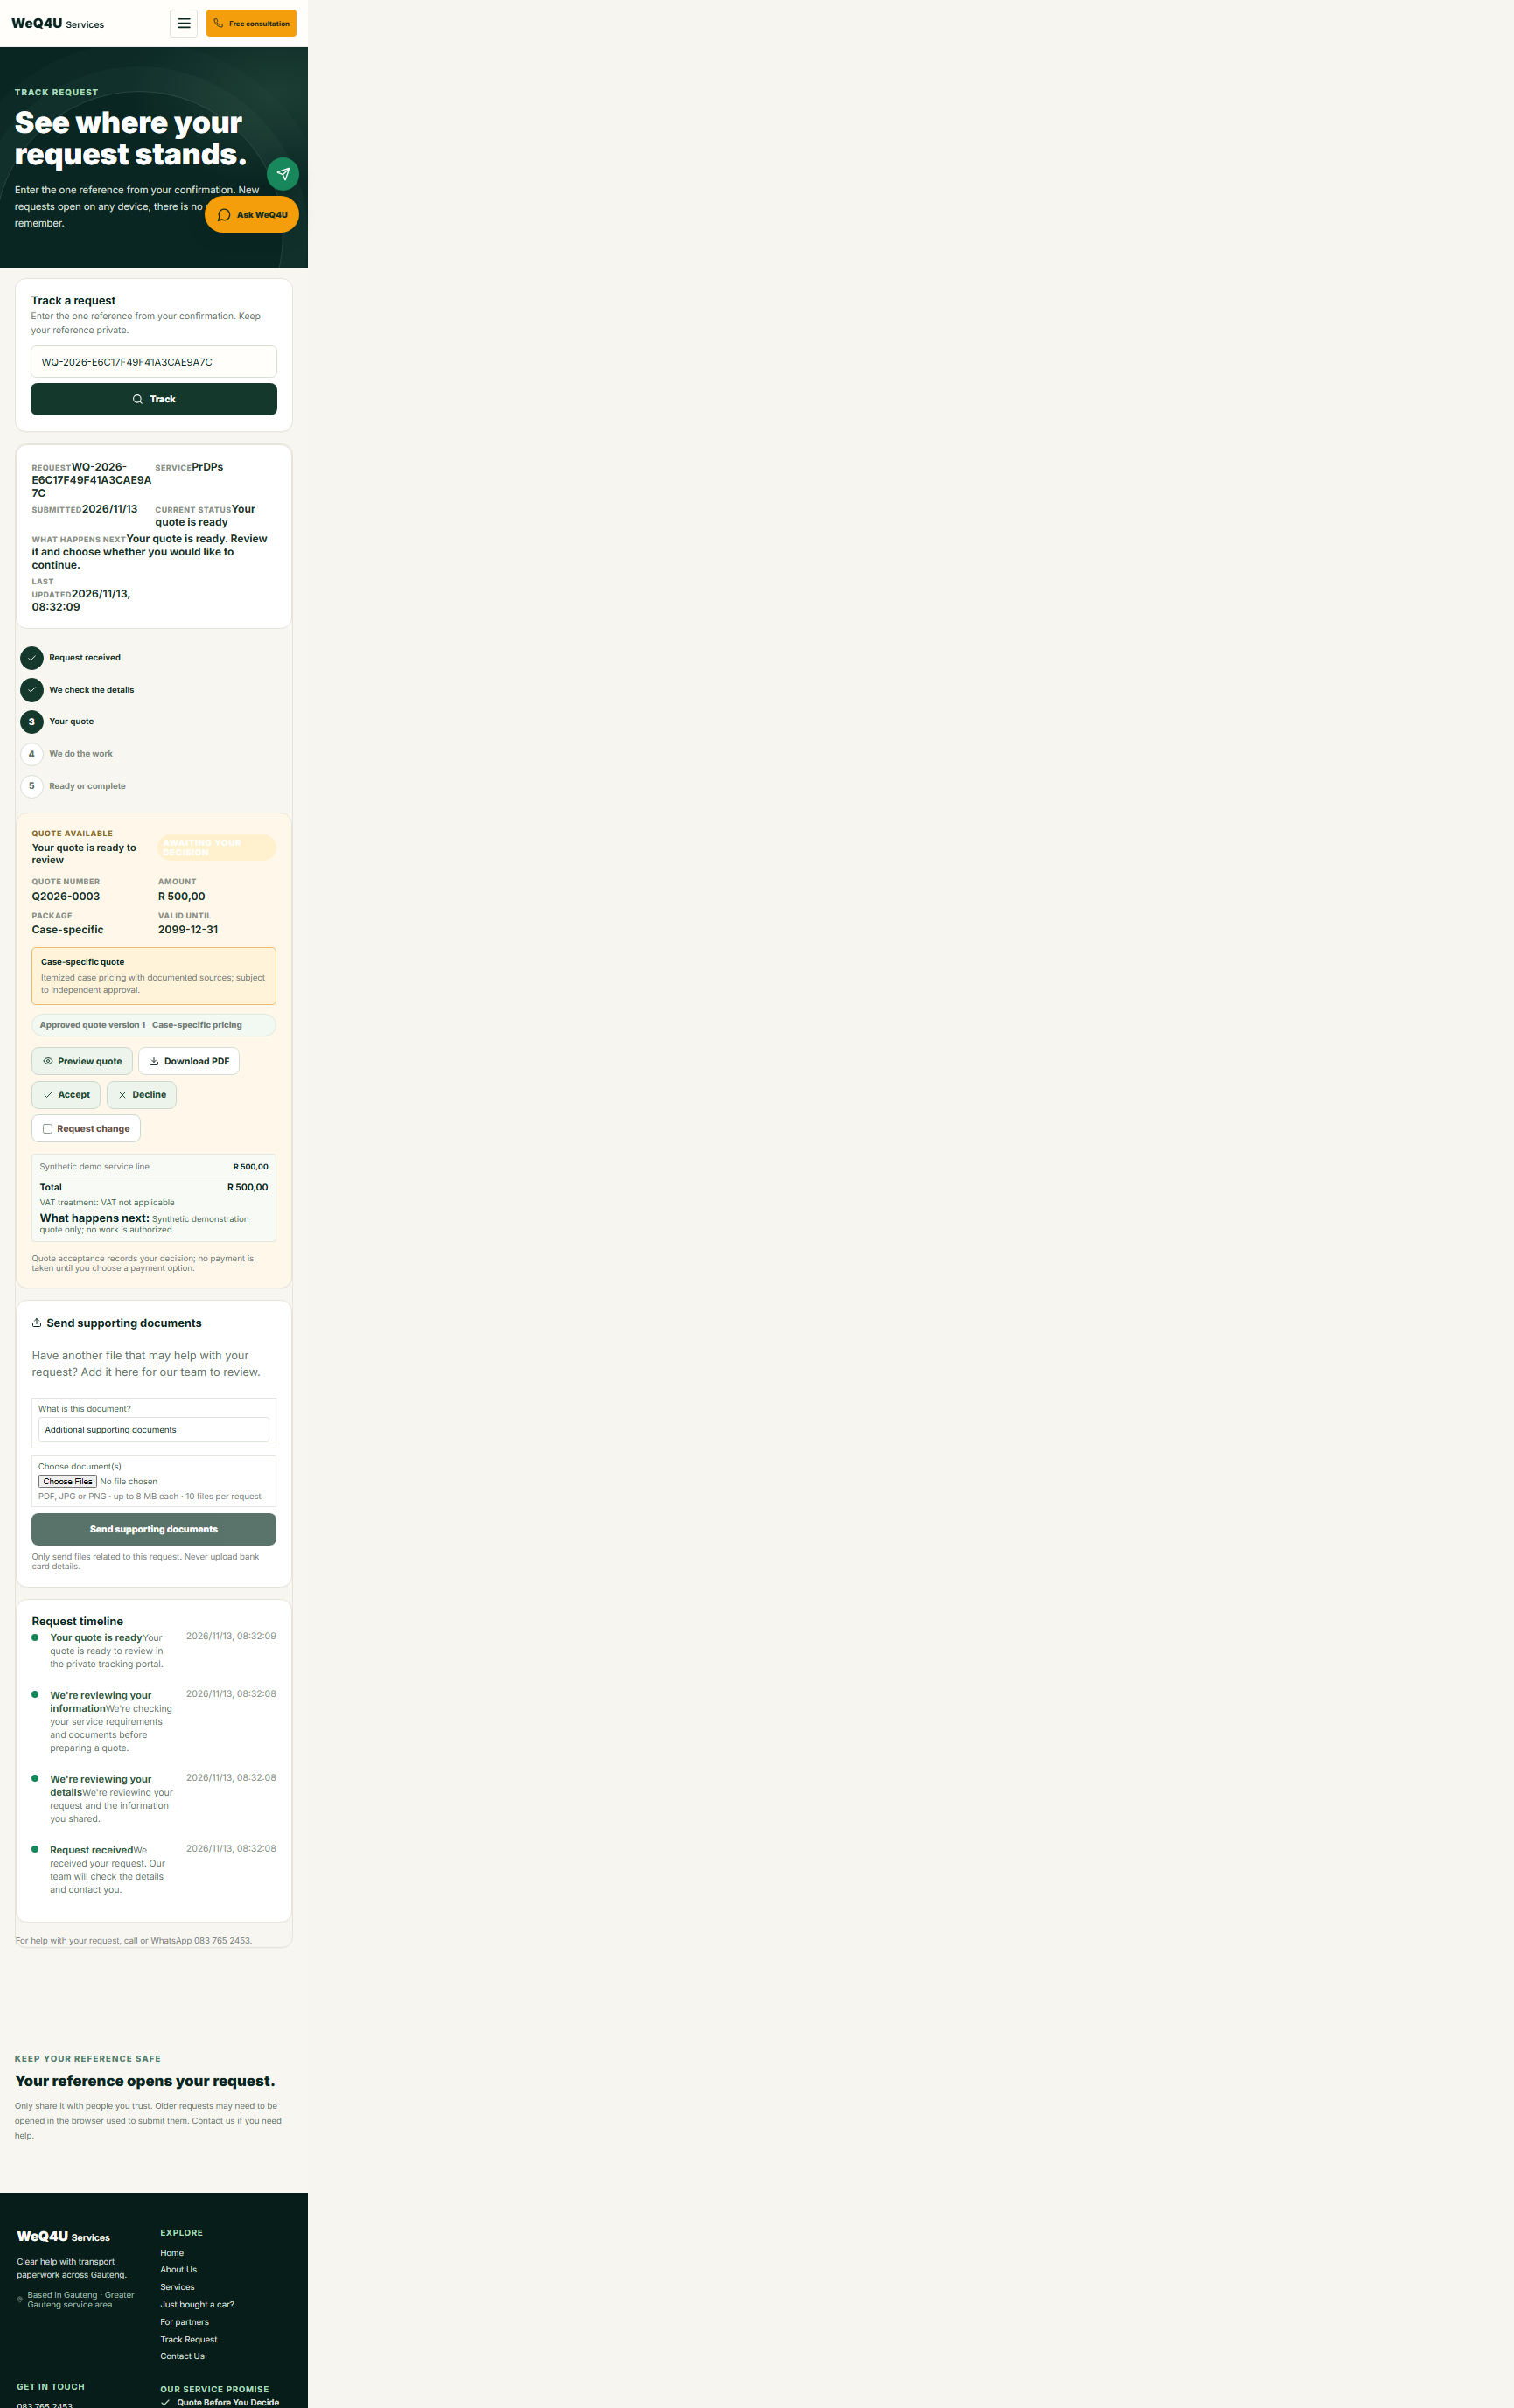 WeQ4U Services
Free consultation
TRACK REQUEST
See where your
request stands.
Enter the one reference from your confirmation. New
requests open on any device; there is no
remember.
Ask WeQ4U
Track a request
Enter the one reference from your confirmation. Keep
your reference private.
WQ-2026-E6C17F49F41A3CAE9A7C
Track
REQUESTWQ-2026-
E6C17F49F41A3CAE9A
7C
SERVICEPrDPs
SUBMITTED2026/11/13
CURRENT STATUSYour
quote is ready
WHAT HAPPENS NEXTYour quote is ready. Review
it and choose whether you would like to
continue.
LAST
UPDATED2026/11/13,
08:32:09
Request received
We check the details
3 Your quote
4 We do the work
5 Ready or complete
QUOTE AVAILABLE
Your quote is ready to
review
AWAITING YOUR
DECISION
QUOTE NUMBER
Q2026-0003
AMOUNT
R 500,00
PACKAGE
Case-specific
VALID UNTIL
2099-12-31
Case-specific quote
Itemized case pricing with documented sources; subject
to independent approval.
Approved quote version 1 Case-specific pricing
Preview quote
Download PDF
Accept
Decline
Request change
Synthetic demo service line R 500,00
Total R 500,00
VAT treatment: VAT not applicable
What happens next: Synthetic demonstration
quote only; no work is authorized.
Quote acceptance records your decision; no payment is
taken until you choose a payment option.
Send supporting documents
Have another file that may help with your
request? Add it here for our team to review.
What is this document?
Additional supporting documents
Choose document(s)
Choose Files No file chosen
PDF, JPG or PNG · up to 8 MB each · 10 files per request
Send supporting documents
Only send files related to this request. Never upload bank
card details.
Request timeline
Your quote is readyYour
quote is ready to review in
the private tracking portal.
2026/11/13, 08:32:09
We're reviewing your
informationWe're checking
your service requirements
and documents before
preparing a quote.
2026/11/13, 08:32:08
We're reviewing your
detailsWe're reviewing your
request and the information
you shared.
2026/11/13, 08:32:08
Request receivedWe
received your request. Our
team will check the details
and contact you.
2026/11/13, 08:32:08
For help with your request, call or WhatsApp 083 765 2453.
KEEP YOUR REFERENCE SAFE
Your reference opens your request.
Only share it with people you trust. Older requests may need to be
opened in the browser used to submit them. Contact us if you need
help.
WeQ4U Services
Clear help with transport
paperwork across Gauteng.
Based in Gauteng · Greater
Gauteng service area
EXPLORE
Home
About Us
Services
Just bought a car?
For partners
Track Request
Contact Us
GET IN TOUCH
083 765 2453
OUR SERVICE PROMISE
Quote Before You Decide